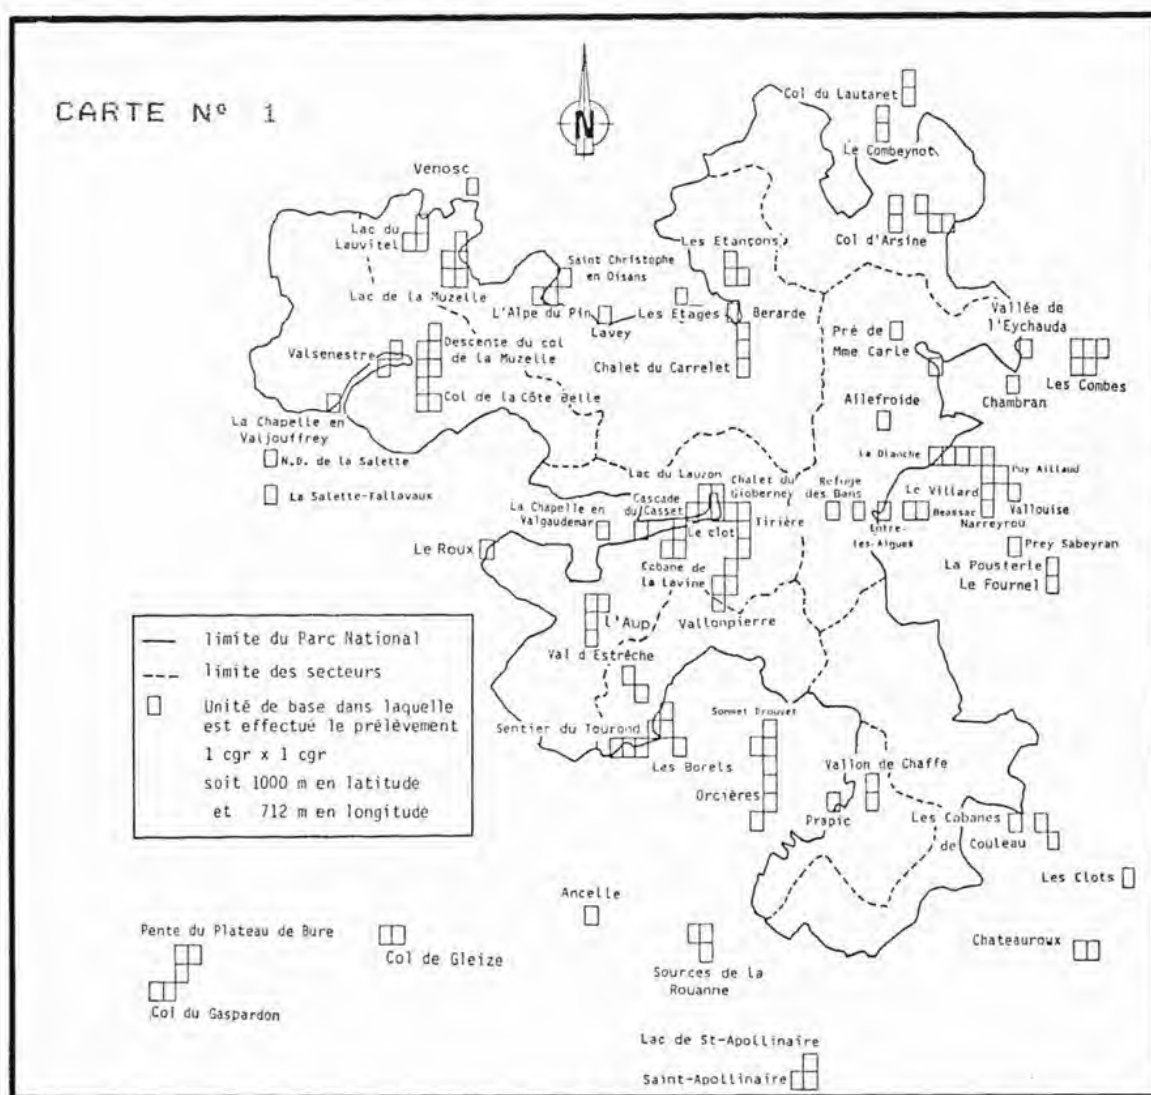 CARTE Nº 1
N
Col du Lautaret
Le Combeynot
Venosc
Lac du
Lauvitel
Col d'Arsine
Les Etançons
Saint Christophe
en Oisans
Lac de la Muzelle
L'Alpe du Pin
Lavey
Les Etages
Berarde
Vallée de
l'Eychauda
Pré de
Mme Carle
Valsenestre
Descente du col
de la Muzelle
Chalet du Carrelet
Les Combes
Chambran
Col de la Côte Belle
Ailefroide
La Chapelle en
Valjouffrey
N.D. de la Salette
La Salette-Fallavaux
La Blanche
Puy Aillaud
Lac du Lauzon
Chalet du
Gioberney
Refuge
des Bans
Le Villard
Vallouise
Cascade
du Casset
La Chapelle en
Valgaudemar
Tirière
Beassac
Narreyrou
Le clot
Entre-
les-Aigues
Le Roux
Prey Sabeyran
Cabane de
la Lavine
La Pousterle
Le Fournel
l'Aup
Vallonpierre
Val d'Estrêche
limite du Parc National
limite des secteurs
Unité de base dans laquelle
est effectué le prélèvement
1 cgr x 1 cgr
soit 1000 m en latitude
et 712 m en longitude
Sentier du Tourond
Les Borels
Sommet Drouvet
Orcières
Vallon de Chaffe
Prapic
Les Cabanes
de Couleau
Les Clots
Ancelle
Pente du Plateau de Bure
Col de Gleize
Col du Gaspardon
Sources de la
Rouanne
Chateauroux
Lac de St-Apollinaire
Saint-Apollinaire